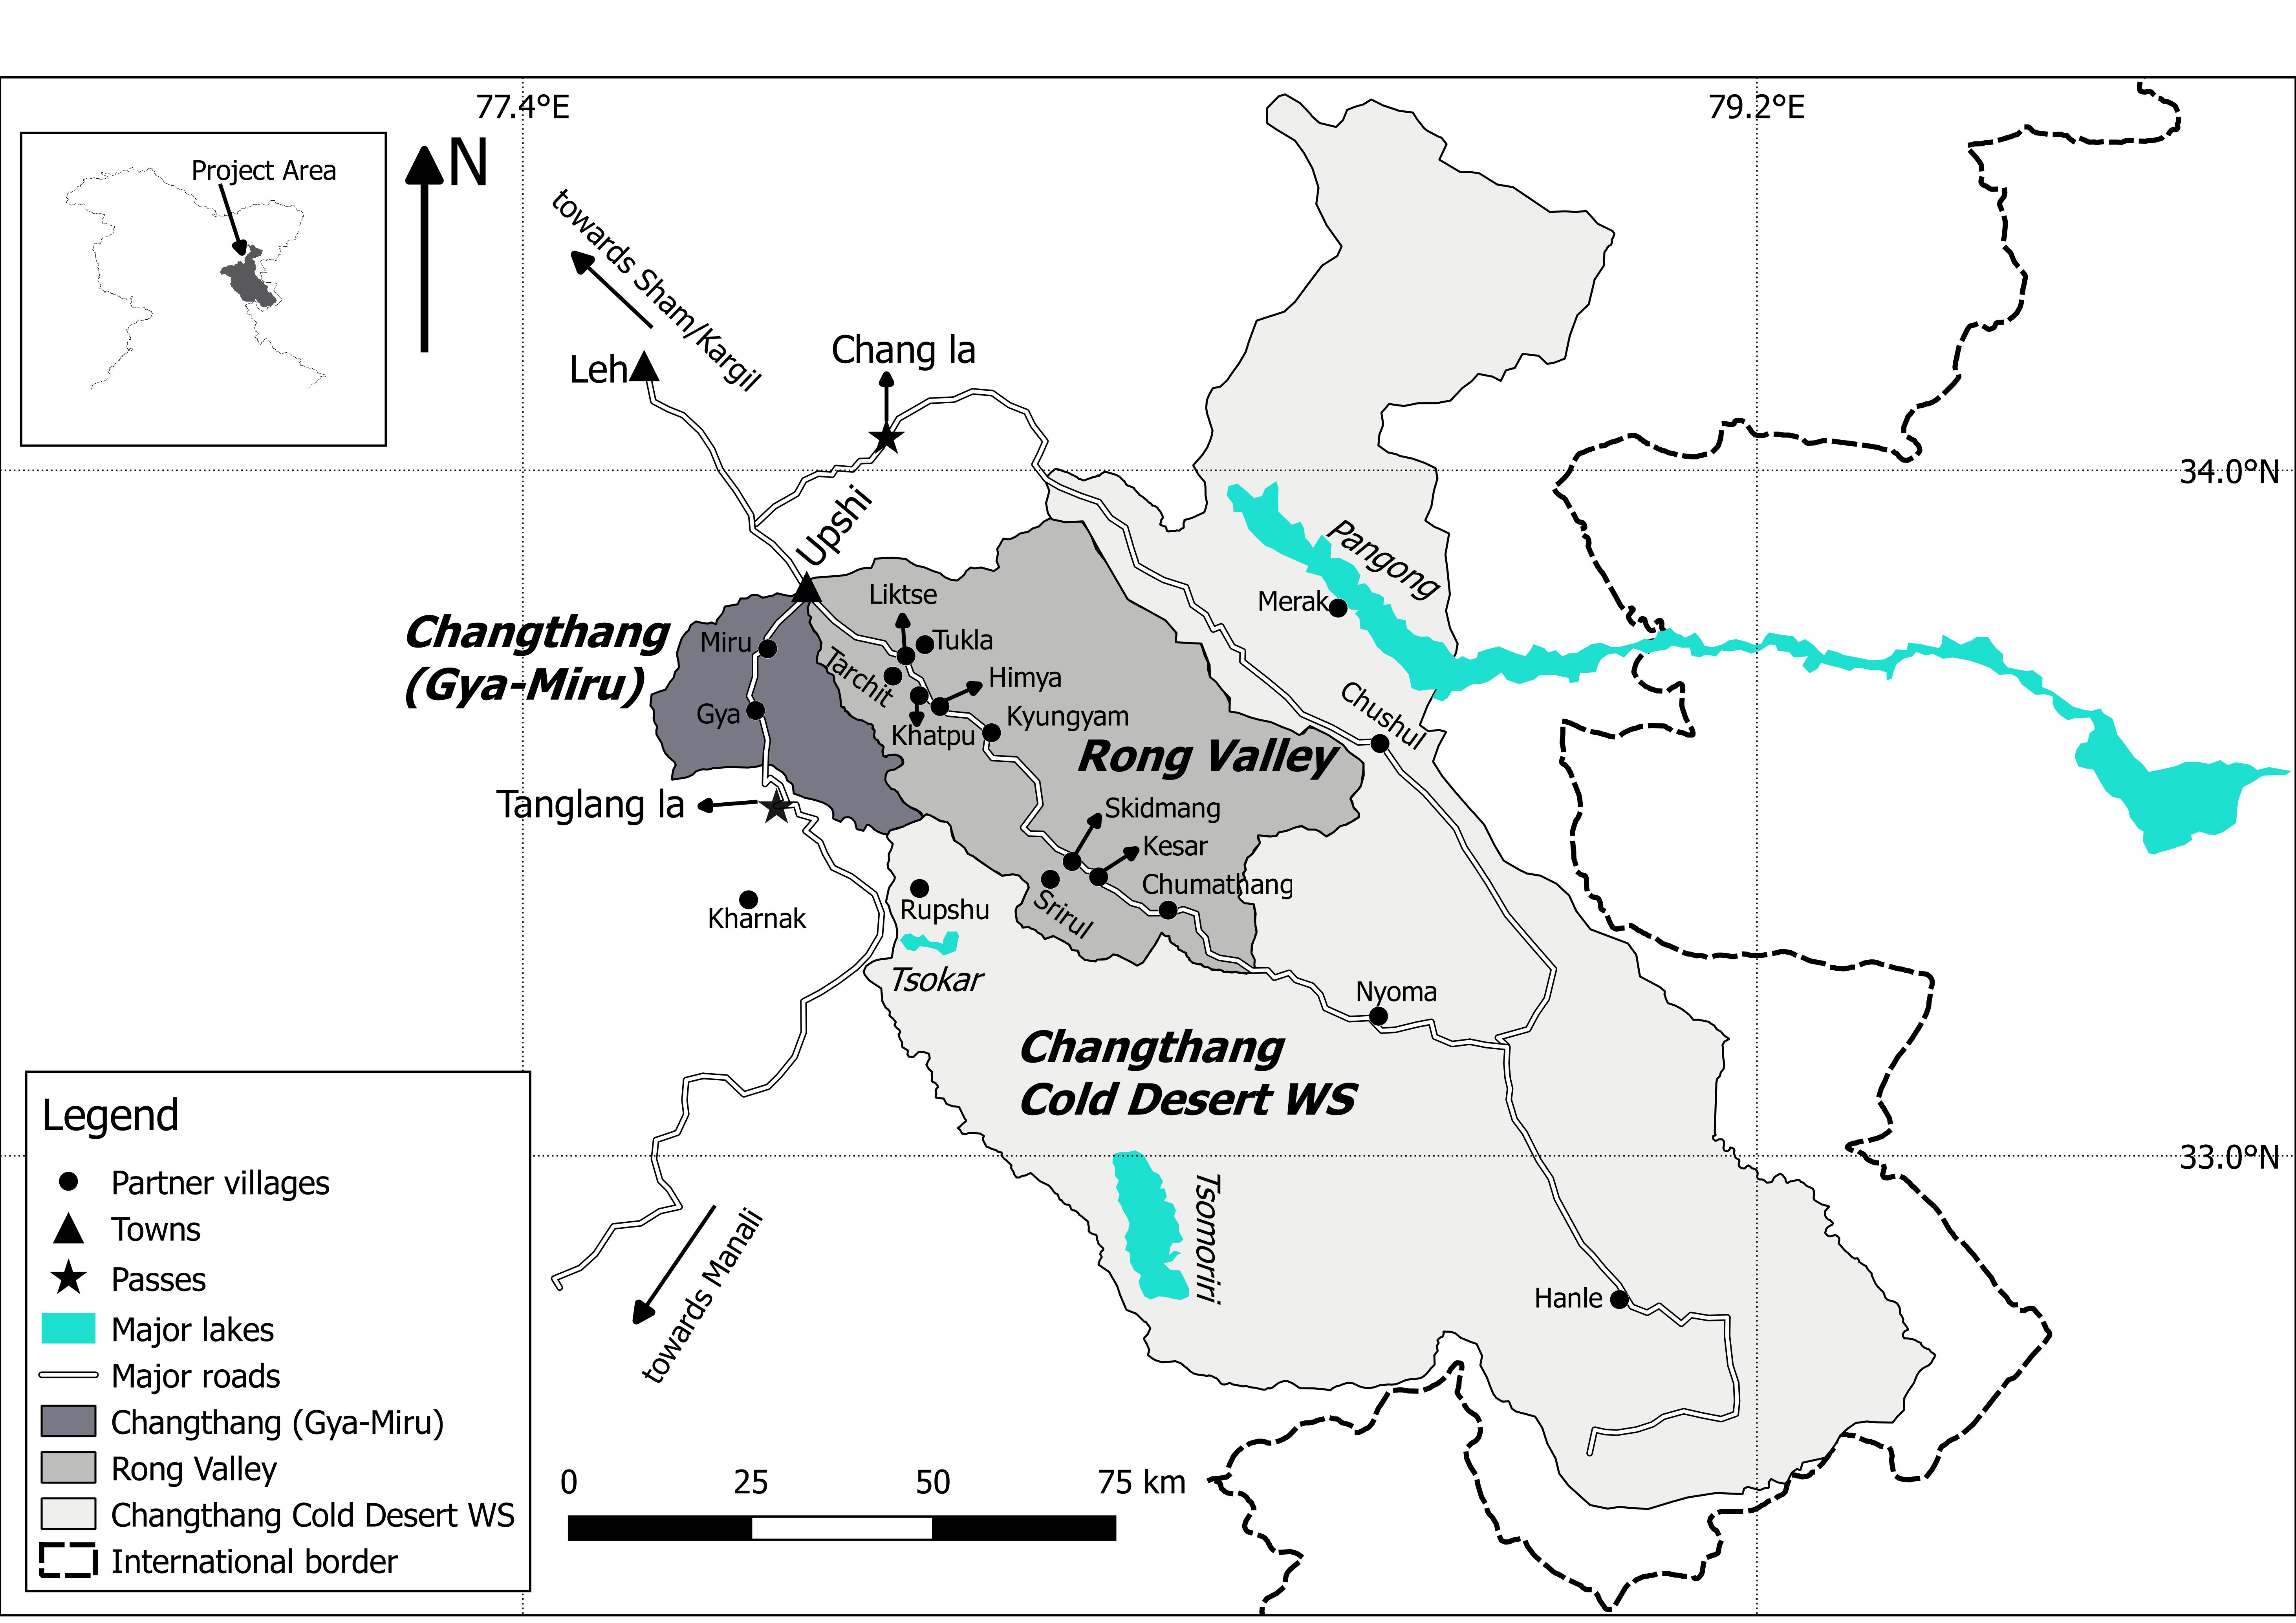 77.4°E
79.2°E
Project Area
N
towards Sham/Kargil
Chang la
Leh
34.0°N
Upshi
Pangong
Liktse
Merak
Changthang
(Gya-Miru)
Miru
Tukla
Tarchit
Himya
Gya
Khatpu
Kyungyam
Chushul
Rong Valley
Tanglang la
Skidmang
Kesar
Chumathang
Kharnak
Rupshu
Srirul
Tsokar
Nyoma
Changthang
Cold Desert WS
33.0°N
Tsomoriri
towards Manali
Hanle
Legend
Partner villages
Towns
Passes
Major lakes
Major roads
Changthang (Gya-Miru)
Rong Valley
Changthang Cold Desert WS
International border
0 25 50 75 km